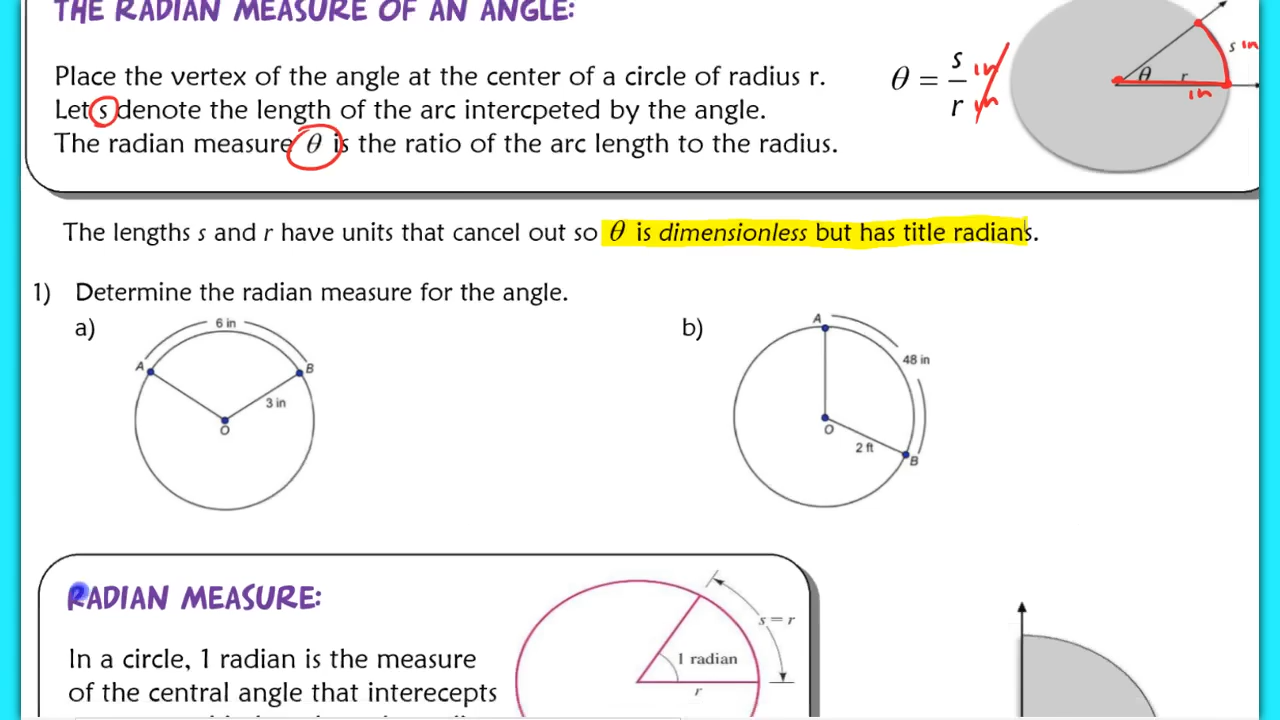 THE RADIAN MEASURE OF AN ANGLE:
Place the vertex of the angle at the center of a circle of radius r.
Let s denote the length of the arc intercpeted by the angle.
The radian measure θ is the ratio of the arc length to the radius.
θ = s/r in/in
s in
θ r
in
The lengths s and r have units that cancel out so θ is dimensionless but has title radians.
1) Determine the radian measure for the angle.
a)
6 in
A
B
3 in
O
b)
A
48 in
O
2 ft
B
RADIAN MEASURE:
In a circle, 1 radian is the measure
of the central angle that interecepts
s = r
1 radian
r